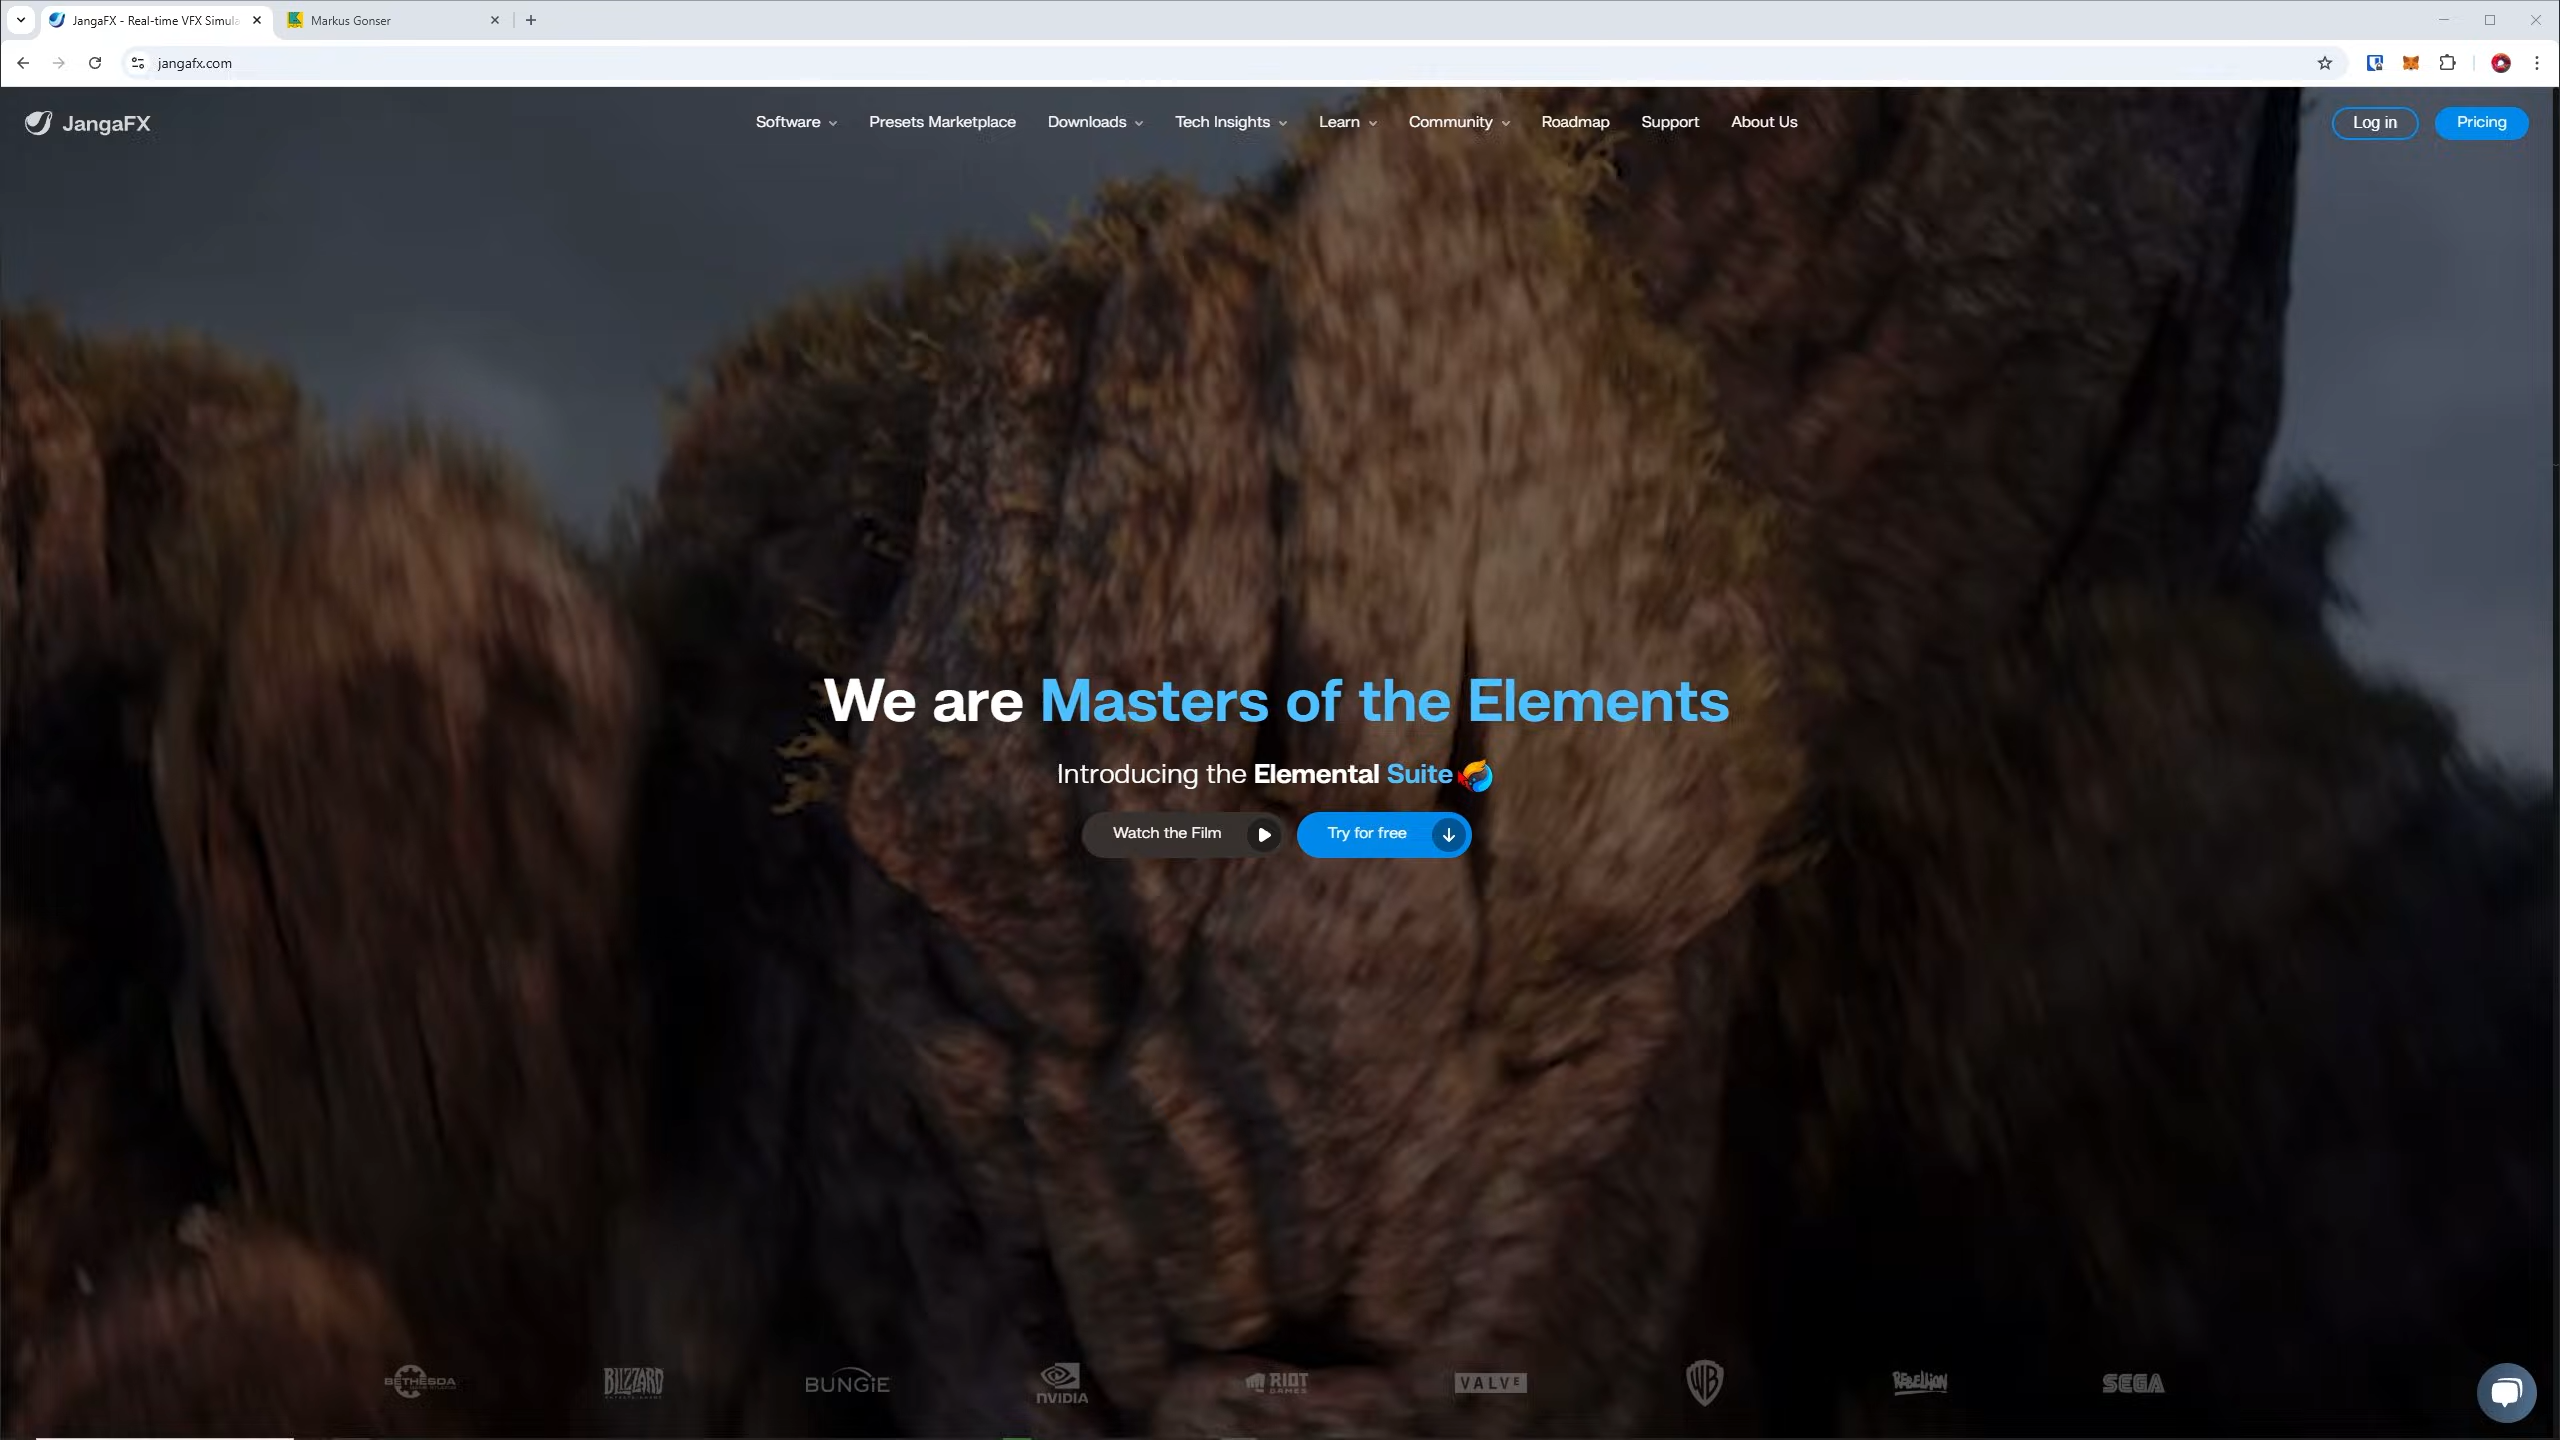 JangaFX - Real-time VFX Simula
Markus Gonser
jangafx.com
JangaFX
Software
Presets Marketplace
Downloads
Tech Insights
Learn
Community
Roadmap
Support
About Us
Log in
Pricing
We are Masters of the Elements
Introducing the Elemental Suite
Watch the Film
Try for free
BETHESDA
BLIZZARD
BUNGiE
NVIDIA
RIOT
GAMES
VALVE
WB
REBELLION
SEGA